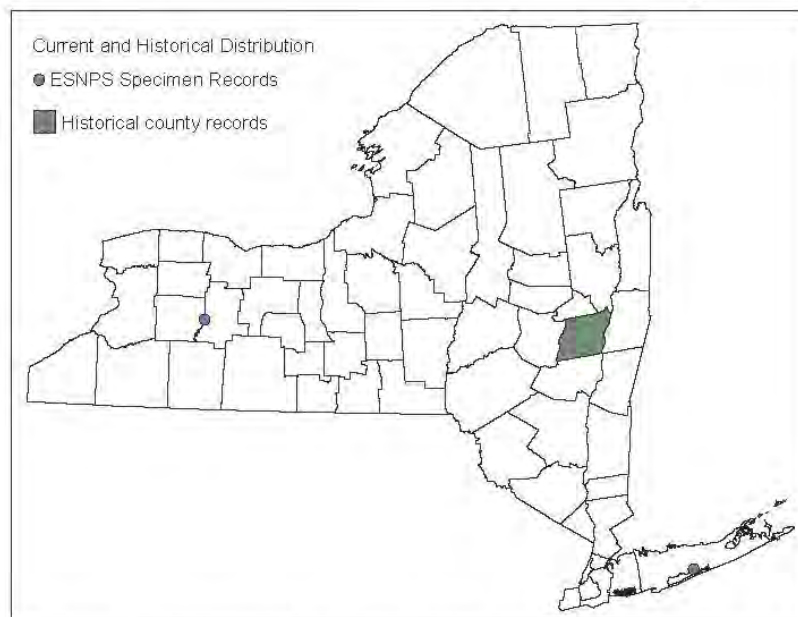 Current and Historical Distribution
ESNPS Specimen Records
Historical county records